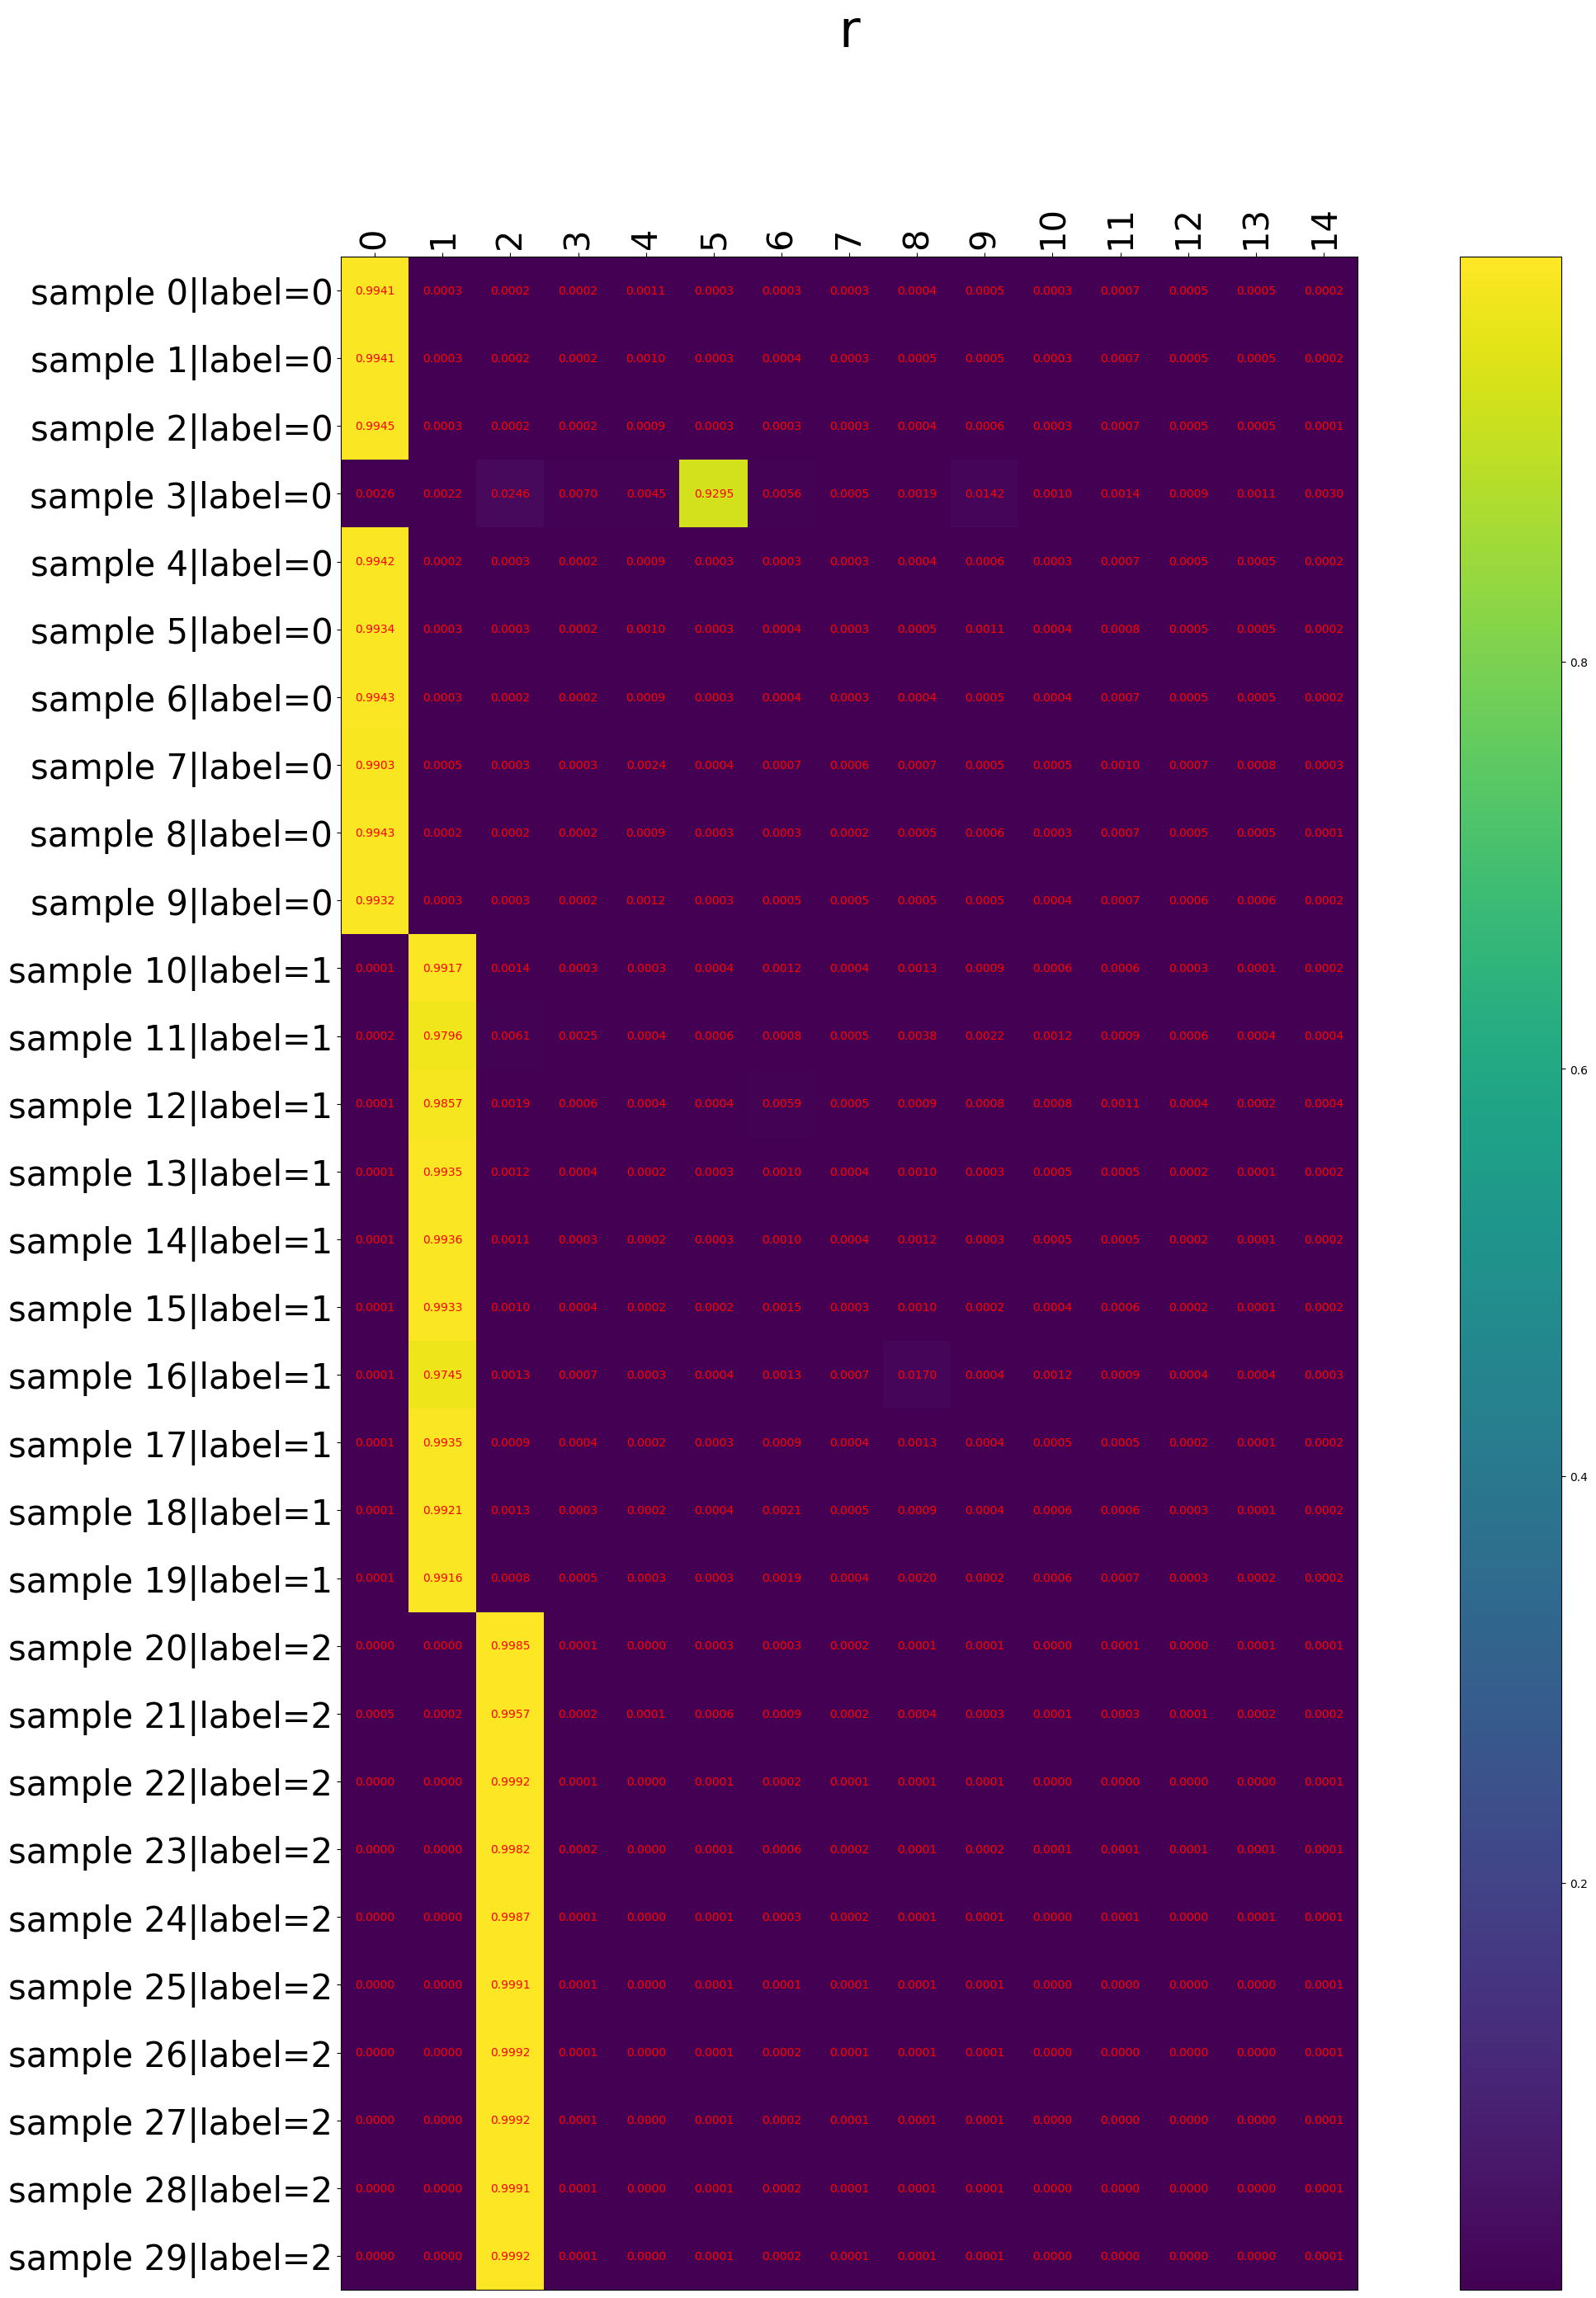 r
0 1 2 3 4 5 6 7 8 9 10 11 12 13 14
sample 0|label=0 0.9941 0.0003 0.0002 0.0002 0.0011 0.0003 0.0003 0.0003 0.0004 0.0005 0.0003 0.0007 0.0005 0.0005 0.0002
sample 1|label=0 0.9941 0.0003 0.0002 0.0002 0.0010 0.0003 0.0004 0.0003 0.0005 0.0005 0.0003 0.0007 0.0005 0.0005 0.0002
sample 2|label=0 0.9945 0.0003 0.0002 0.0002 0.0009 0.0003 0.0003 0.0003 0.0004 0.0006 0.0003 0.0007 0.0005 0.0005 0.0001
sample 3|label=0 0.0026 0.0022 0.0246 0.0070 0.0045 0.9295 0.0056 0.0005 0.0019 0.0142 0.0010 0.0014 0.0009 0.0011 0.0030
sample 4|label=0 0.9942 0.0002 0.0003 0.0002 0.0009 0.0003 0.0003 0.0003 0.0004 0.0006 0.0003 0.0007 0.0005 0.0005 0.0002
sample 5|label=0 0.9934 0.0003 0.0003 0.0002 0.0010 0.0003 0.0004 0.0003 0.0005 0.0011 0.0004 0.0008 0.0005 0.0005 0.0002
0.8
sample 6|label=0 0.9943 0.0003 0.0002 0.0002 0.0009 0.0003 0.0004 0.0003 0.0004 0.0005 0.0004 0.0007 0.0005 0.0005 0.0002
sample 7|label=0 0.9903 0.0005 0.0003 0.0003 0.0024 0.0004 0.0007 0.0006 0.0007 0.0005 0.0005 0.0010 0.0007 0.0008 0.0003
sample 8|label=0 0.9943 0.0002 0.0002 0.0002 0.0009 0.0003 0.0003 0.0002 0.0005 0.0006 0.0003 0.0007 0.0005 0.0005 0.0001
sample 9|label=0 0.9932 0.0003 0.0003 0.0002 0.0012 0.0003 0.0005 0.0005 0.0005 0.0005 0.0004 0.0007 0.0006 0.0006 0.0002
sample 10|label=1 0.0001 0.9917 0.0014 0.0003 0.0003 0.0004 0.0012 0.0004 0.0013 0.0009 0.0006 0.0006 0.0003 0.0001 0.0002
sample 11|label=1 0.0002 0.9796 0.0061 0.0025 0.0004 0.0006 0.0008 0.0005 0.0038 0.0022 0.0012 0.0009 0.0006 0.0004 0.0004
0.6
sample 12|label=1 0.0001 0.9857 0.0019 0.0006 0.0004 0.0004 0.0059 0.0005 0.0009 0.0008 0.0008 0.0011 0.0004 0.0002 0.0004
sample 13|label=1 0.0001 0.9935 0.0012 0.0004 0.0002 0.0003 0.0010 0.0004 0.0010 0.0003 0.0005 0.0005 0.0002 0.0001 0.0002
sample 14|label=1 0.0001 0.9936 0.0011 0.0003 0.0002 0.0003 0.0010 0.0004 0.0012 0.0003 0.0005 0.0005 0.0002 0.0001 0.0002
sample 15|label=1 0.0001 0.9933 0.0010 0.0004 0.0002 0.0002 0.0015 0.0003 0.0010 0.0002 0.0004 0.0006 0.0002 0.0001 0.0002
sample 16|label=1 0.0001 0.9745 0.0013 0.0007 0.0003 0.0004 0.0013 0.0007 0.0170 0.0004 0.0012 0.0009 0.0004 0.0004 0.0003
sample 17|label=1 0.0001 0.9935 0.0009 0.0004 0.0002 0.0003 0.0009 0.0004 0.0013 0.0004 0.0005 0.0005 0.0002 0.0001 0.0002
0.4
sample 18|label=1 0.0001 0.9921 0.0013 0.0003 0.0002 0.0004 0.0021 0.0005 0.0009 0.0004 0.0006 0.0006 0.0003 0.0001 0.0002
sample 19|label=1 0.0001 0.9916 0.0008 0.0005 0.0003 0.0003 0.0019 0.0004 0.0020 0.0002 0.0006 0.0007 0.0003 0.0002 0.0002
sample 20|label=2 0.0000 0.0000 0.9985 0.0001 0.0000 0.0003 0.0003 0.0002 0.0001 0.0001 0.0000 0.0001 0.0000 0.0001 0.0001
sample 21|label=2 0.0005 0.0002 0.9957 0.0002 0.0001 0.0006 0.0009 0.0002 0.0004 0.0003 0.0001 0.0003 0.0001 0.0002 0.0002
sample 22|label=2 0.0000 0.0000 0.9992 0.0001 0.0000 0.0001 0.0002 0.0001 0.0001 0.0001 0.0000 0.0000 0.0000 0.0000 0.0001
sample 23|label=2 0.0000 0.0000 0.9982 0.0002 0.0000 0.0001 0.0006 0.0002 0.0001 0.0002 0.0001 0.0001 0.0001 0.0001 0.0001
0.2
sample 24|label=2 0.0000 0.0000 0.9987 0.0001 0.0000 0.0001 0.0003 0.0002 0.0001 0.0001 0.0000 0.0001 0.0000 0.0001 0.0001
sample 25|label=2 0.0000 0.0000 0.9991 0.0001 0.0000 0.0001 0.0001 0.0001 0.0001 0.0001 0.0000 0.0000 0.0000 0.0000 0.0001
sample 26|label=2 0.0000 0.0000 0.9992 0.0001 0.0000 0.0001 0.0002 0.0001 0.0001 0.0001 0.0000 0.0000 0.0000 0.0000 0.0001
sample 27|label=2 0.0000 0.0000 0.9992 0.0001 0.0000 0.0001 0.0002 0.0001 0.0001 0.0001 0.0000 0.0000 0.0000 0.0000 0.0001
sample 28|label=2 0.0000 0.0000 0.9991 0.0001 0.0000 0.0001 0.0002 0.0001 0.0001 0.0001 0.0000 0.0000 0.0000 0.0000 0.0001
sample 29|label=2 0.0000 0.0000 0.9992 0.0001 0.0000 0.0001 0.0002 0.0001 0.0001 0.0001 0.0000 0.0000 0.0000 0.0000 0.0001